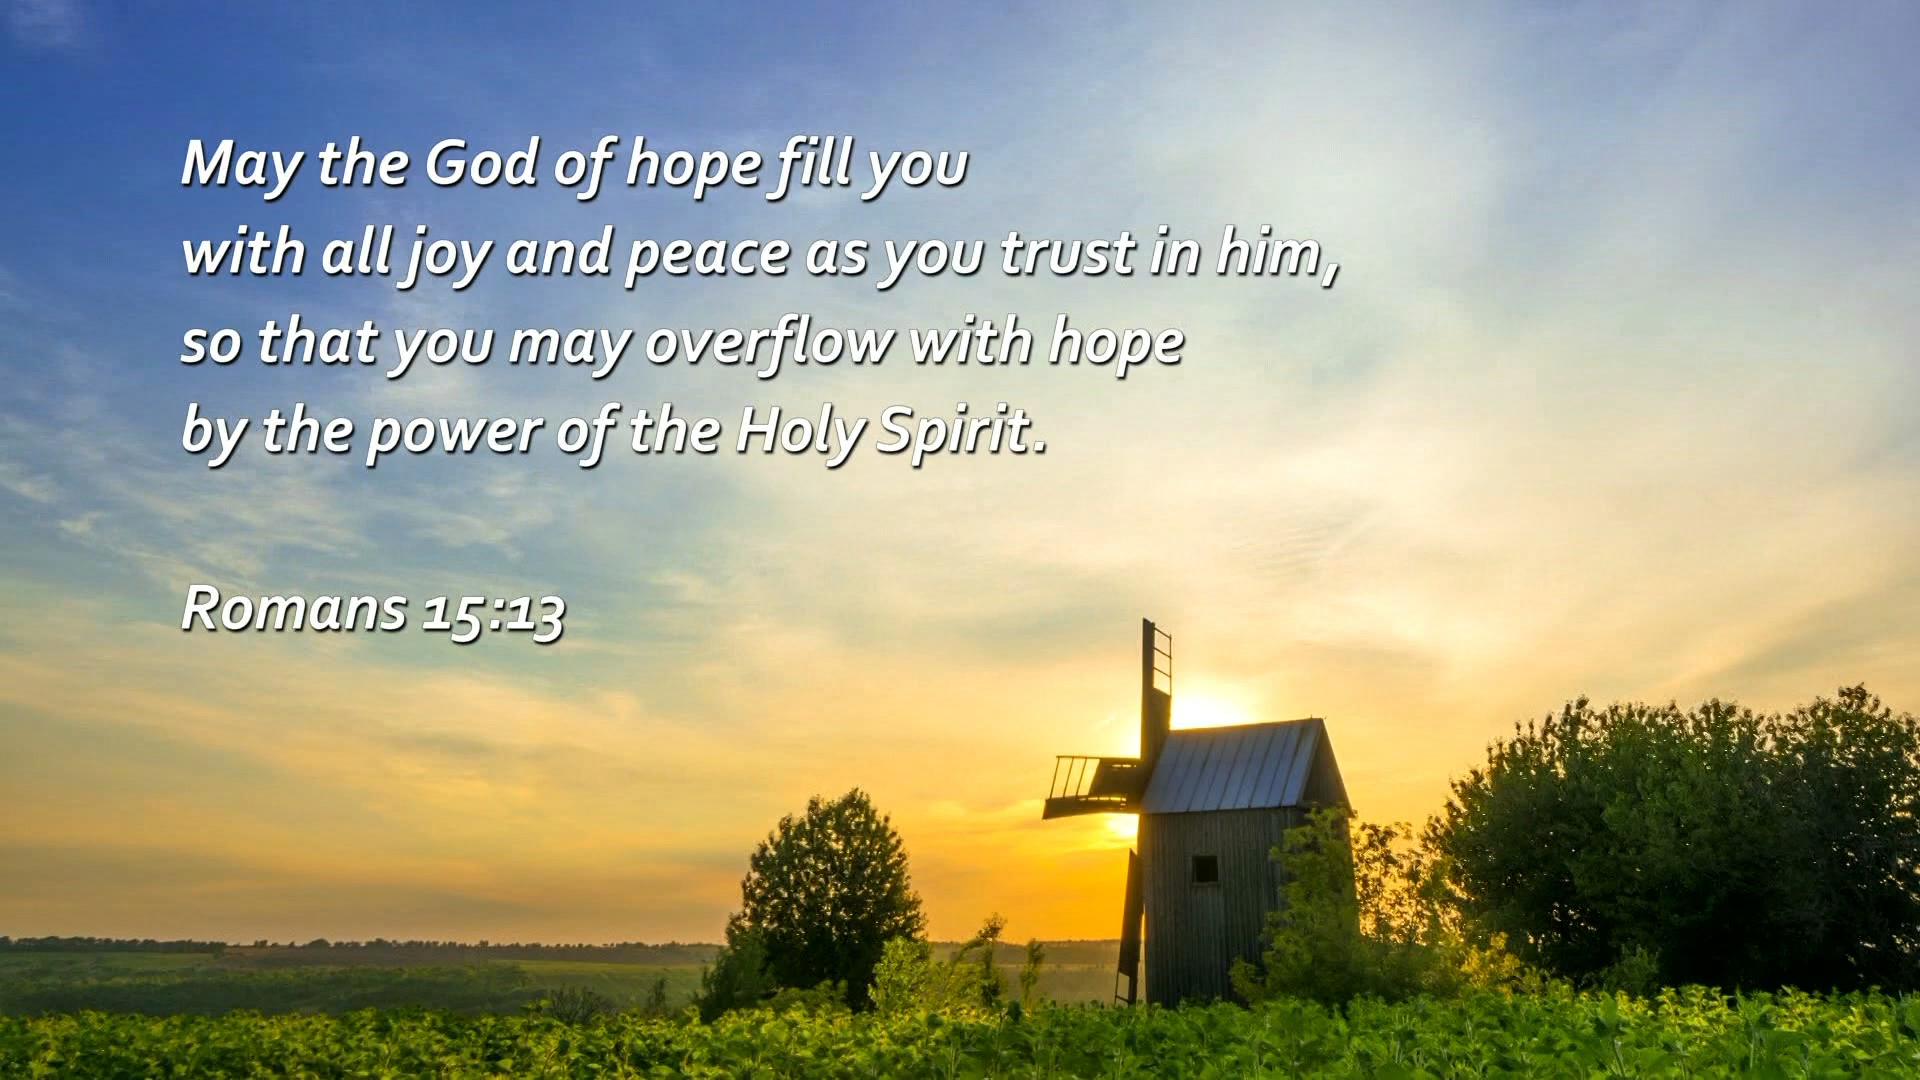 May the God of hope fill you
with all joy and peace as you trust in him,
so that you may overflow with hope
by the power of the Holy Spirit.
Romans 15:13